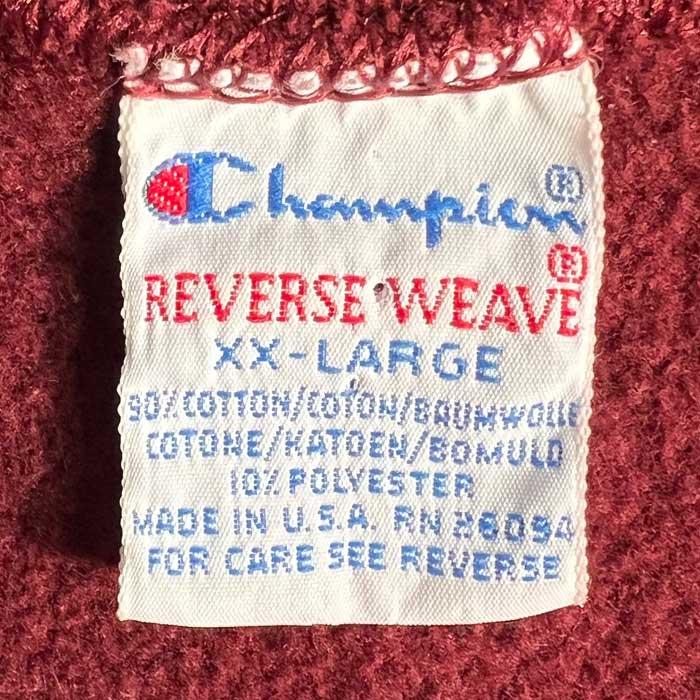 Champion®
REVERSE WEAVE®
XX-LARGE
90% COTTON/COTON/BAUMWOLLE
COTONE/KATOEN/BOMULD
10% POLYESTER
MADE IN U.S.A. RN 26094
FOR CARE SEE REVERSE